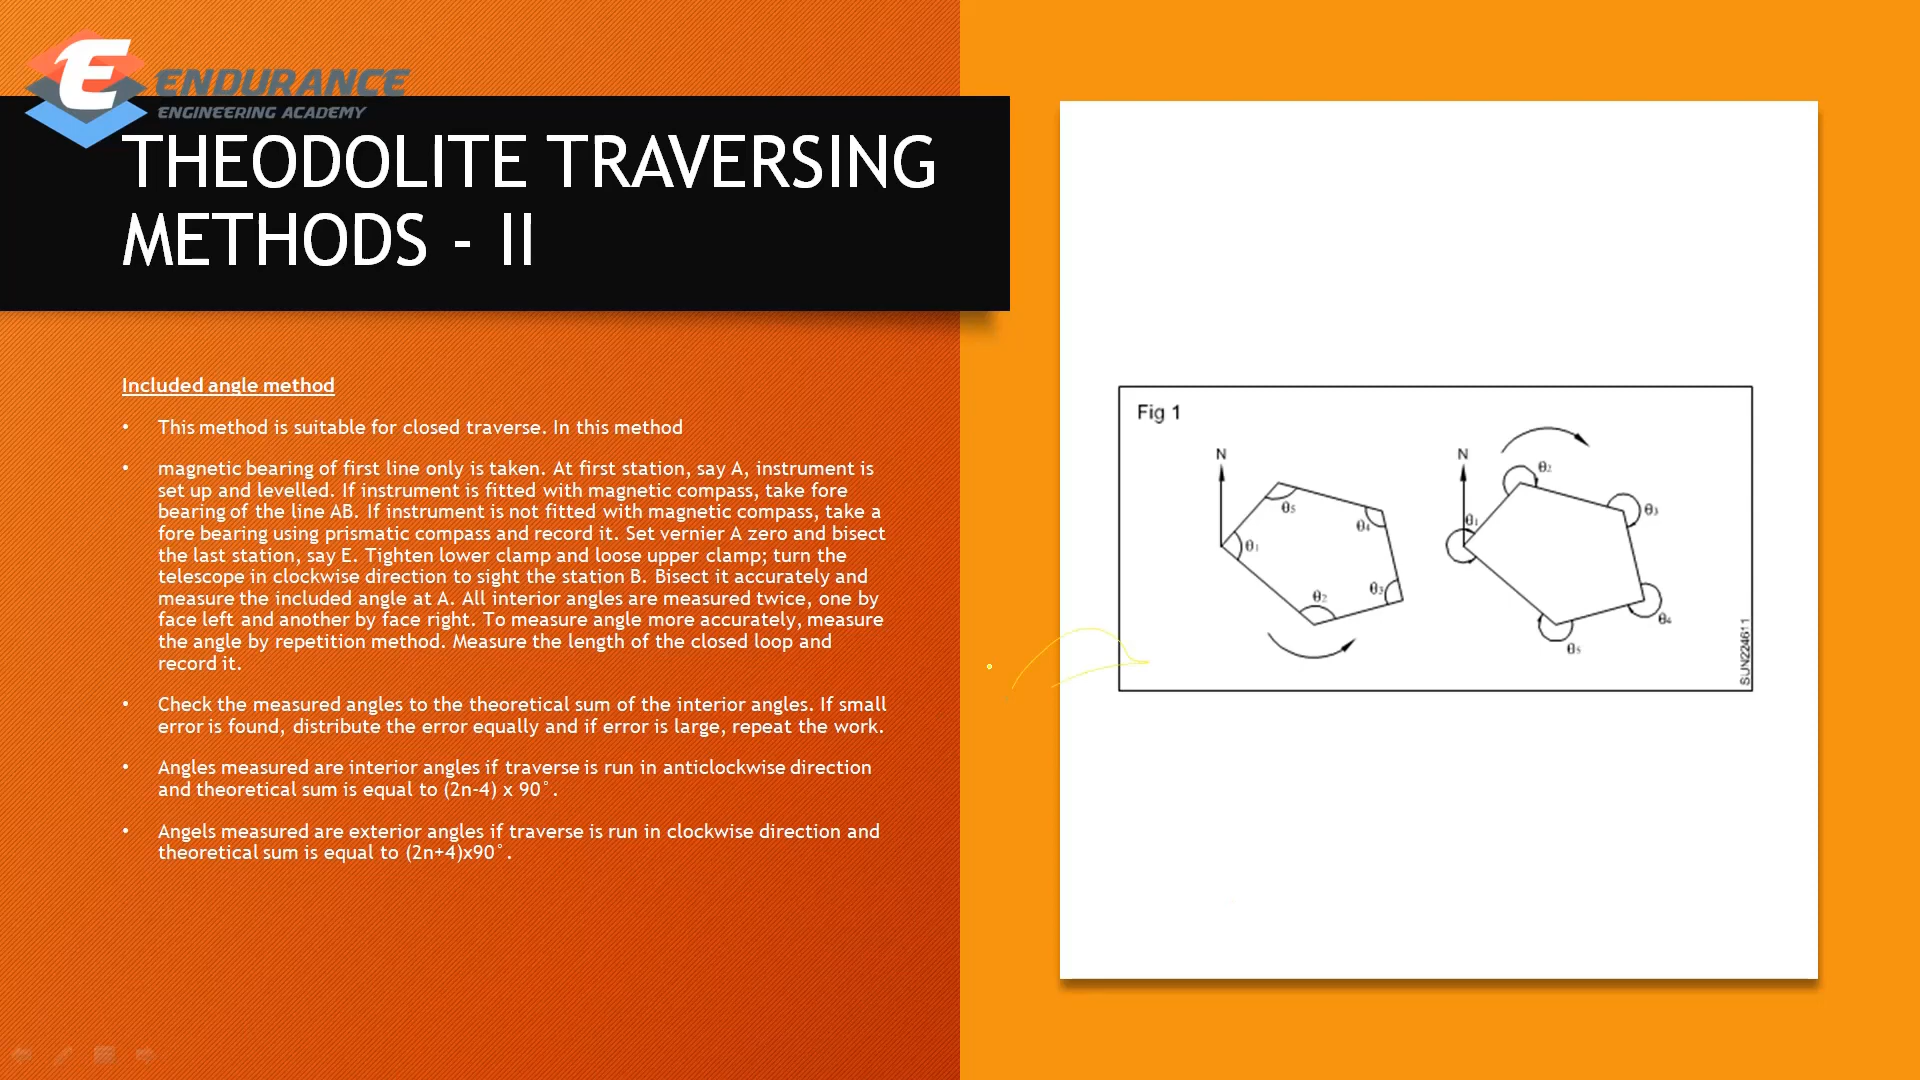 ENDURANCE
ENGINEERING ACADEMY
THEODOLITE TRAVERSING
METHODS - II
Included angle method
• This method is suitable for closed traverse. In this method
• magnetic bearing of first line only is taken. At first station, say A, instrument is
set up and levelled. If instrument is fitted with magnetic compass, take fore
bearing of the line AB. If instrument is not fitted with magnetic compass, take a
fore bearing using prismatic compass and record it. Set vernier A zero and bisect
the last station, say E. Tighten lower clamp and loose upper clamp; turn the
telescope in clockwise direction to sight the station B. Bisect it accurately and
measure the included angle at A. All interior angles are measured twice, one by
face left and another by face right. To measure angle more accurately, measure
the angle by repetition method. Measure the length of the closed loop and
record it.
• Check the measured angles to the theoretical sum of the interior angles. If small
error is found, distribute the error equally and if error is large, repeat the work.
• Angles measured are interior angles if traverse is run in anticlockwise direction
and theoretical sum is equal to (2n-4) x 90°.
• Angels measured are exterior angles if traverse is run in clockwise direction and
theoretical sum is equal to (2n+4)x90°.
Fig 1
N
θ5
θ4
θ1
θ3
θ2
N
θ2
θ1
θ3
θ4
θ5
SUN224611